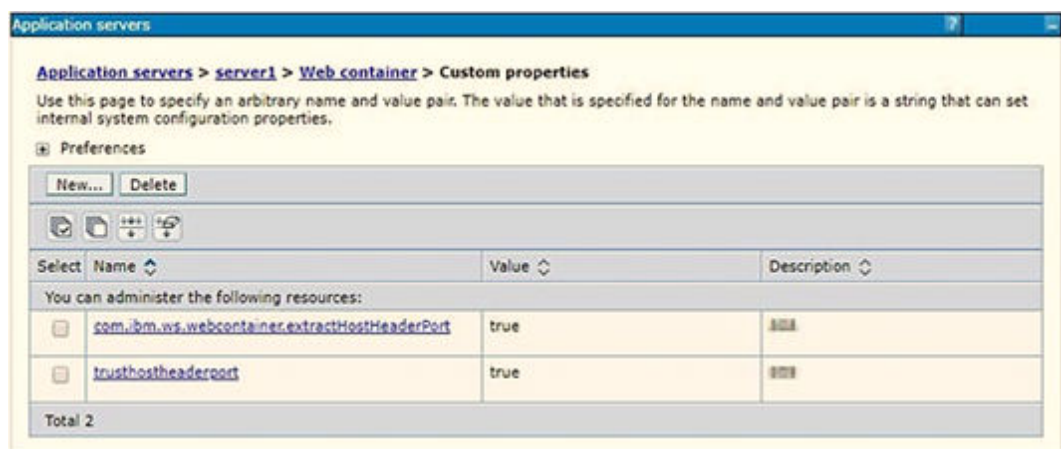 Application servers
?
Application servers > server1 > Web container > Custom properties
Use this page to specify an arbitrary name and value pair. The value that is specified for the name and value pair is a string that can set
internal system configuration properties.
Preferences
New... Delete
Select Name Value Description
You can administer the following resources:
com.ibm.ws.webcontainer.extractHostHeaderPort true
trusthostheaderport true
Total 2